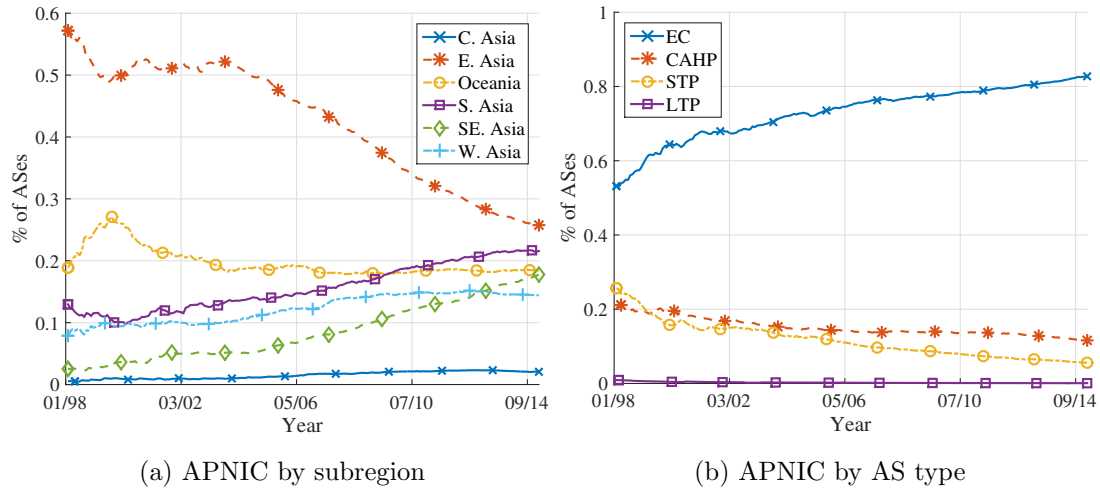 0.6
0.5
0.4
0.3
0.2
0.1
0
% of ASes
C. Asia
E. Asia
Oceania
S. Asia
SE. Asia
W. Asia
01/98
03/02
05/06
07/10
09/14
Year
(a) APNIC by subregion
1
0.8
0.6
0.4
0.2
0
% of ASes
EC
CAHP
STP
LTP
01/98
03/02
05/06
07/10
09/14
Year
(b) APNIC by AS type